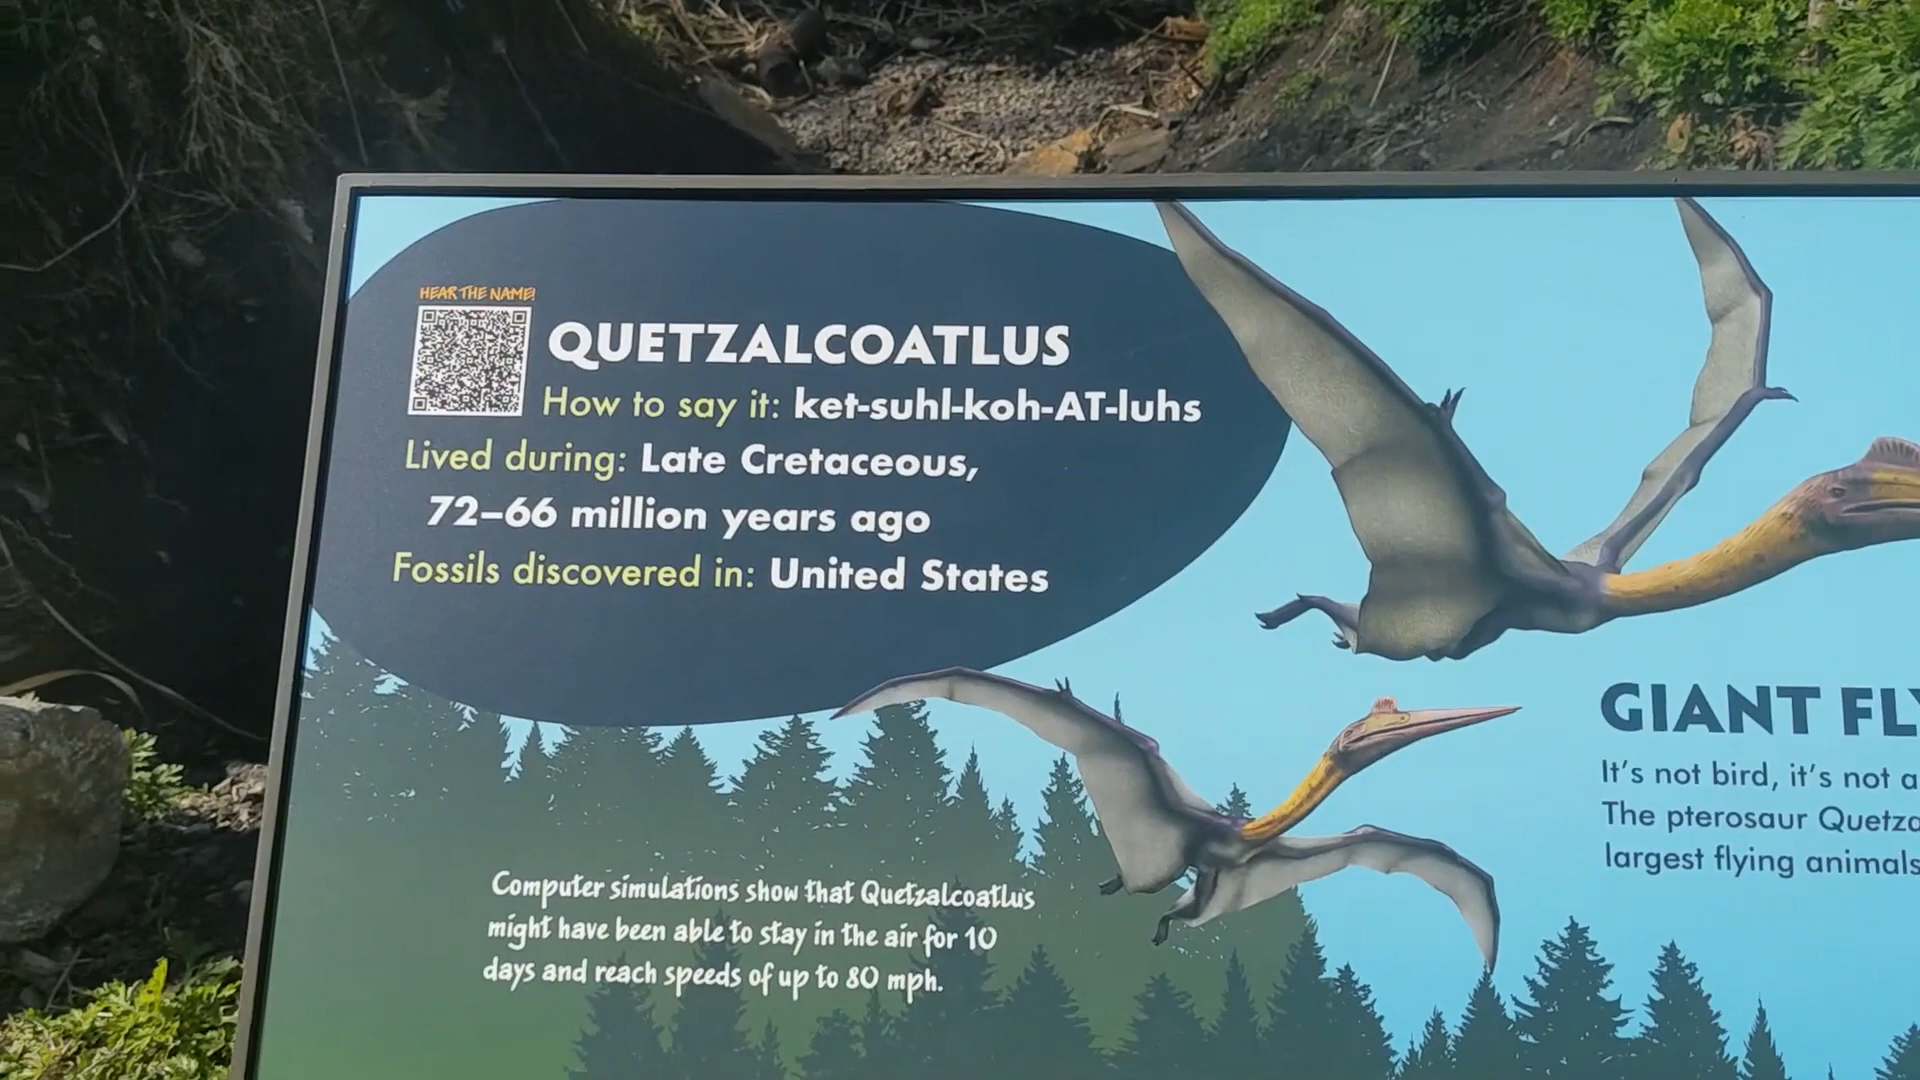 HEAR THE NAME!
QUETZALCOATLUS
How to say it: ket-suhl-koh-AT-luhs
Lived during: Late Cretaceous,
72–66 million years ago
Fossils discovered in: United States
GIANT
It's not bird, it's not a
The pterosaur
largest flying animals
Computer simulations show that Quetzalcoatlus
might have been able to stay in the air for 10
days and reach speeds of up to 80 mph.